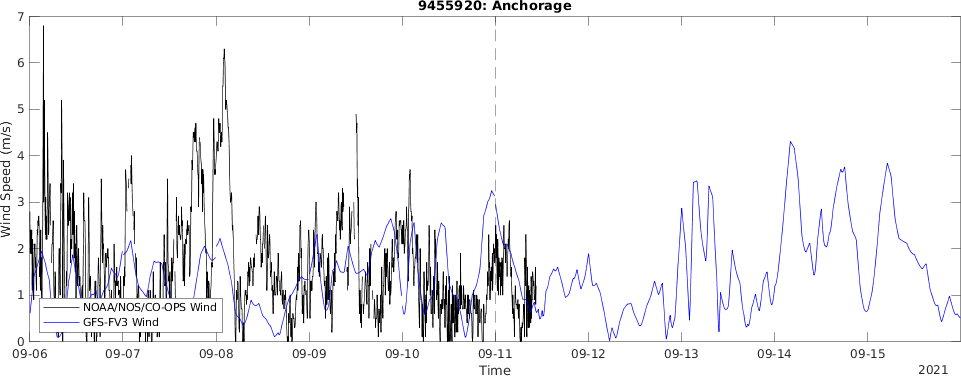 9455920: Anchorage
Wind Speed (m/s)
7
6
5
4
3
2
1
0
NOAA/NOS/CO-OPS Wind
GFS-FV3 Wind
09-06 09-07 09-08 09-09 09-10 09-11 09-12 09-13 09-14 09-15
Time
2021